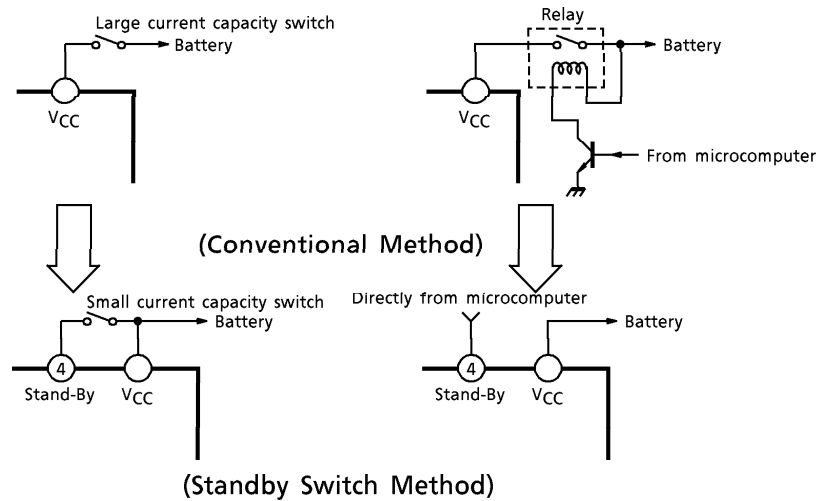 Large current capacity switch
Battery
VCC
Relay
Battery
VCC
From microcomputer
(Conventional Method)
Small current capacity switch
Battery
4
Stand-By
VCC
Directly from microcomputer
Battery
4
Stand-By
VCC
(Standby Switch Method)